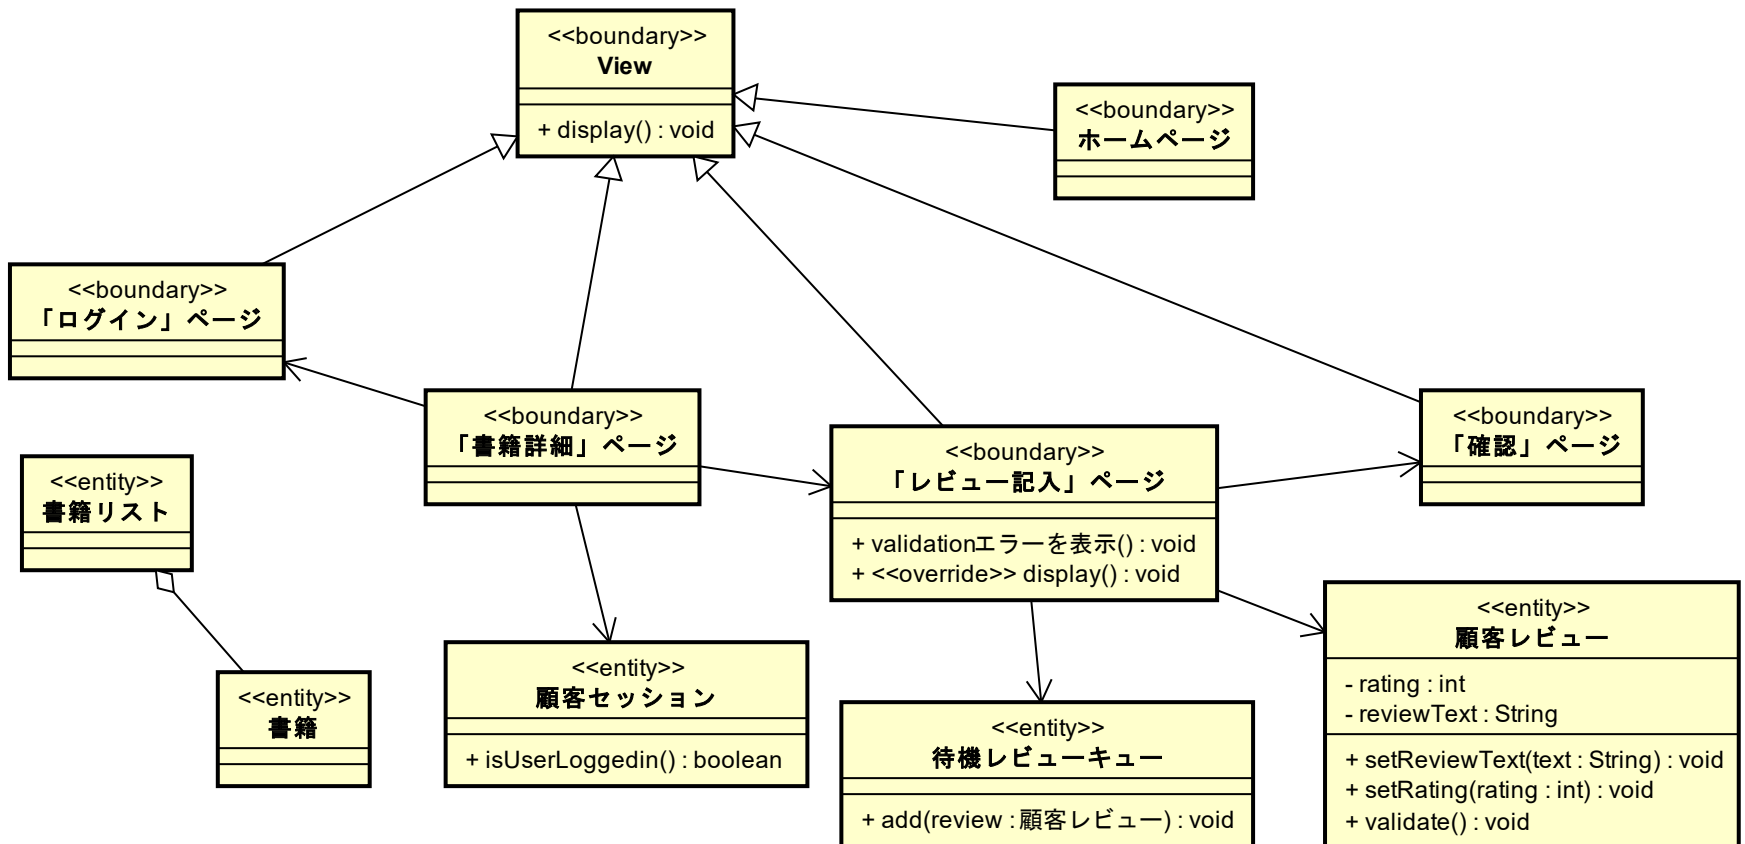 <<boundary>>
View
+ display() : void
<<boundary>>
ホームページ
<<boundary>>
「ログイン」ページ
<<boundary>>
「書籍詳細」ページ
<<boundary>>
「レビュー記入」ページ
+ validationエラーを表示() : void
+ <<override>> display() : void
<<boundary>>
「確認」ページ
<<entity>>
書籍リスト
<<entity>>
書籍
<<entity>>
顧客セッション
+ isUserLoggedin() : boolean
<<entity>>
待機レビューキュー
+ add(review : 顧客レビュー) : void
<<entity>>
顧客レビュー
- rating : int
- reviewText : String
+ setReviewText(text : String) : void
+ setRating(rating : int) : void
+ validate() : void